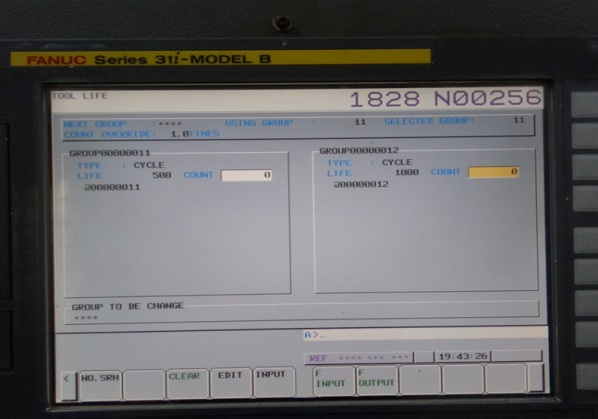 FANUC Series 31i-MODEL B
TOOL LIFE 1828 N00256
NEXT GROUP :**** USING GROUP : 11 SELECTED GROUP: 11
COUNT OVERRIDE: 1.0TIMES
GROUP00000011
TYPE : CYCLE
LIFE 500 COUNT 0
@00000011
GROUP00000012
TYPE : CYCLE
LIFE 1000 COUNT 0
@00000012
GROUP TO BE CHANGE
****
A>_
REF **** *** *** 19:43:26
< NO. SRH CLEAR EDIT INPUT F INPUT F OUTPUT